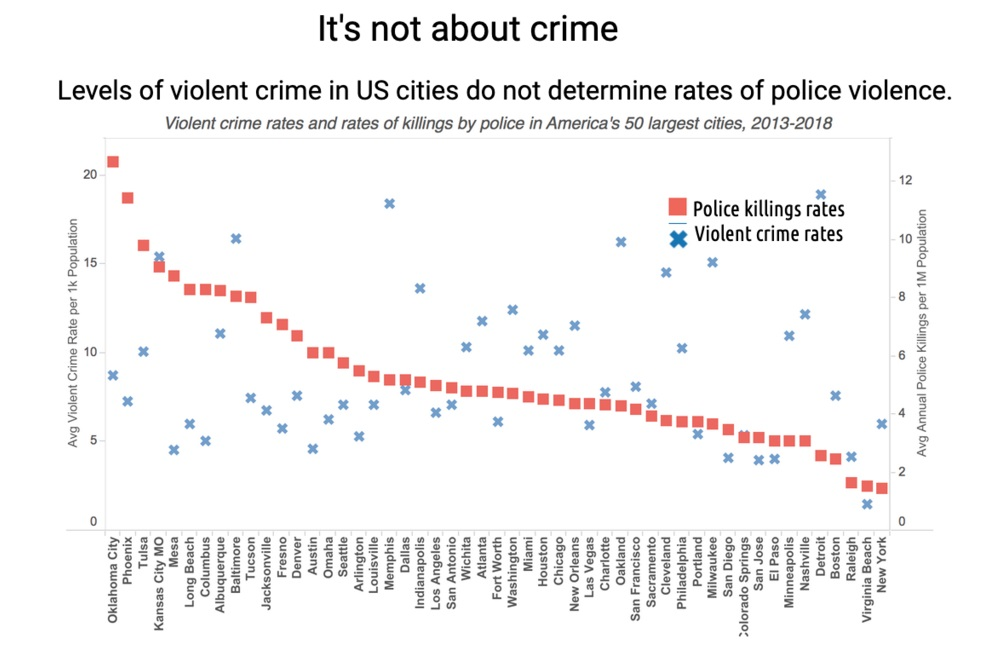 It's not about crime
Levels of violent crime in US cities do not determine rates of police violence.
Violent crime rates and rates of killings by police in America's 50 largest cities, 2013-2018
Avg Violent Crime Rate per 1k Population
20
15
10
5
0
Police killings rates
Violent crime rates
12
10
8
6
4
2
0
Avg Annual Police Killings per 1M Population
Oklahoma City
Phoenix
Tulsa
Kansas City MO
Mesa
Long Beach
Columbus
Albuquerque
Baltimore
Tucson
Jacksonville
Fresno
Denver
Austin
Omaha
Seattle
Arlington
Louisville
Memphis
Dallas
Indianapolis
Los Angeles
San Antonio
Wichita
Atlanta
Fort Worth
Washington
Miami
Houston
Chicago
New Orleans
Las Vegas
Charlotte
Oakland
San Francisco
Sacramento
Cleveland
Philadelphia
Portland
Milwaukee
San Diego
Colorado Springs
San Jose
El Paso
Minneapolis
Nashville
Detroit
Boston
Raleigh
Virginia Beach
New York